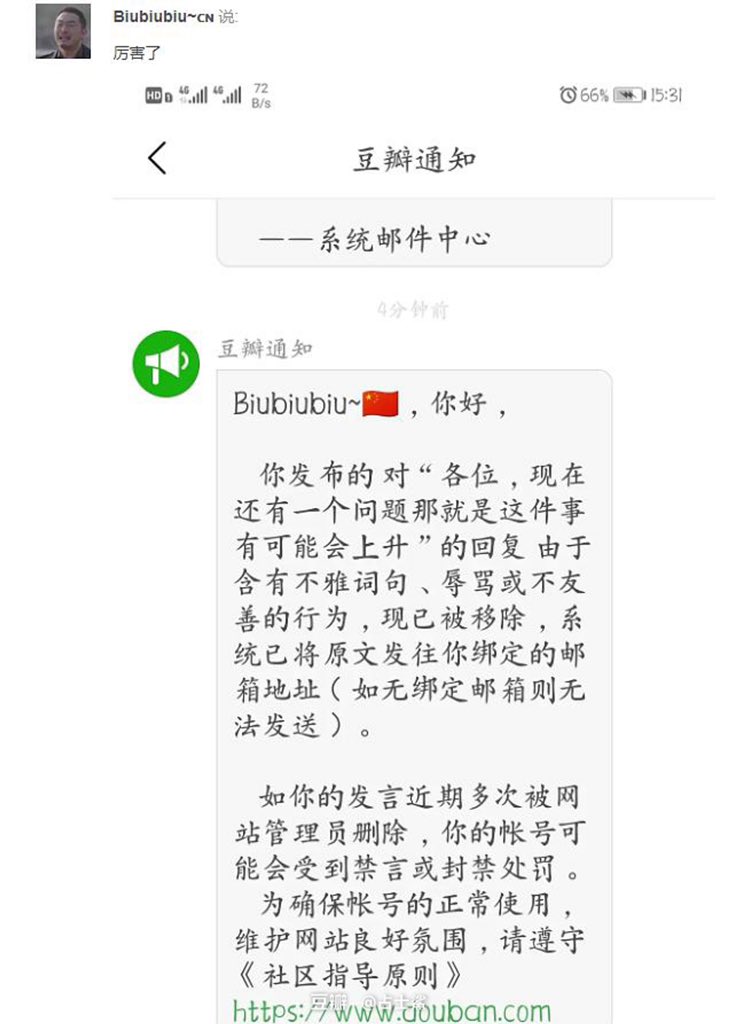 Biubiubiu~CN 说:
厉害了
HD 4G 4G 72 B/s 66% 15:31
豆瓣通知
——系统邮件中心
4分钟前
豆瓣通知
Biubiubiu~🇨🇳，你好，
你发布的 对“各位，现在
还有一个问题那就是这件事
有可能会上升”的回复 由于
含有不雅词句、辱骂或不友
善的行为，现已被移除，系
统已将原文发往你绑定的邮
箱地址（如无绑定邮箱则无
法发送）。
如你的发言近期多次被网
站管理员删除，你的帐号可
能会受到禁言或封禁处罚。
为确保帐号的正常使用，
维护网站良好氛围，请遵守
《社区指导原则》
https://www.douban.com